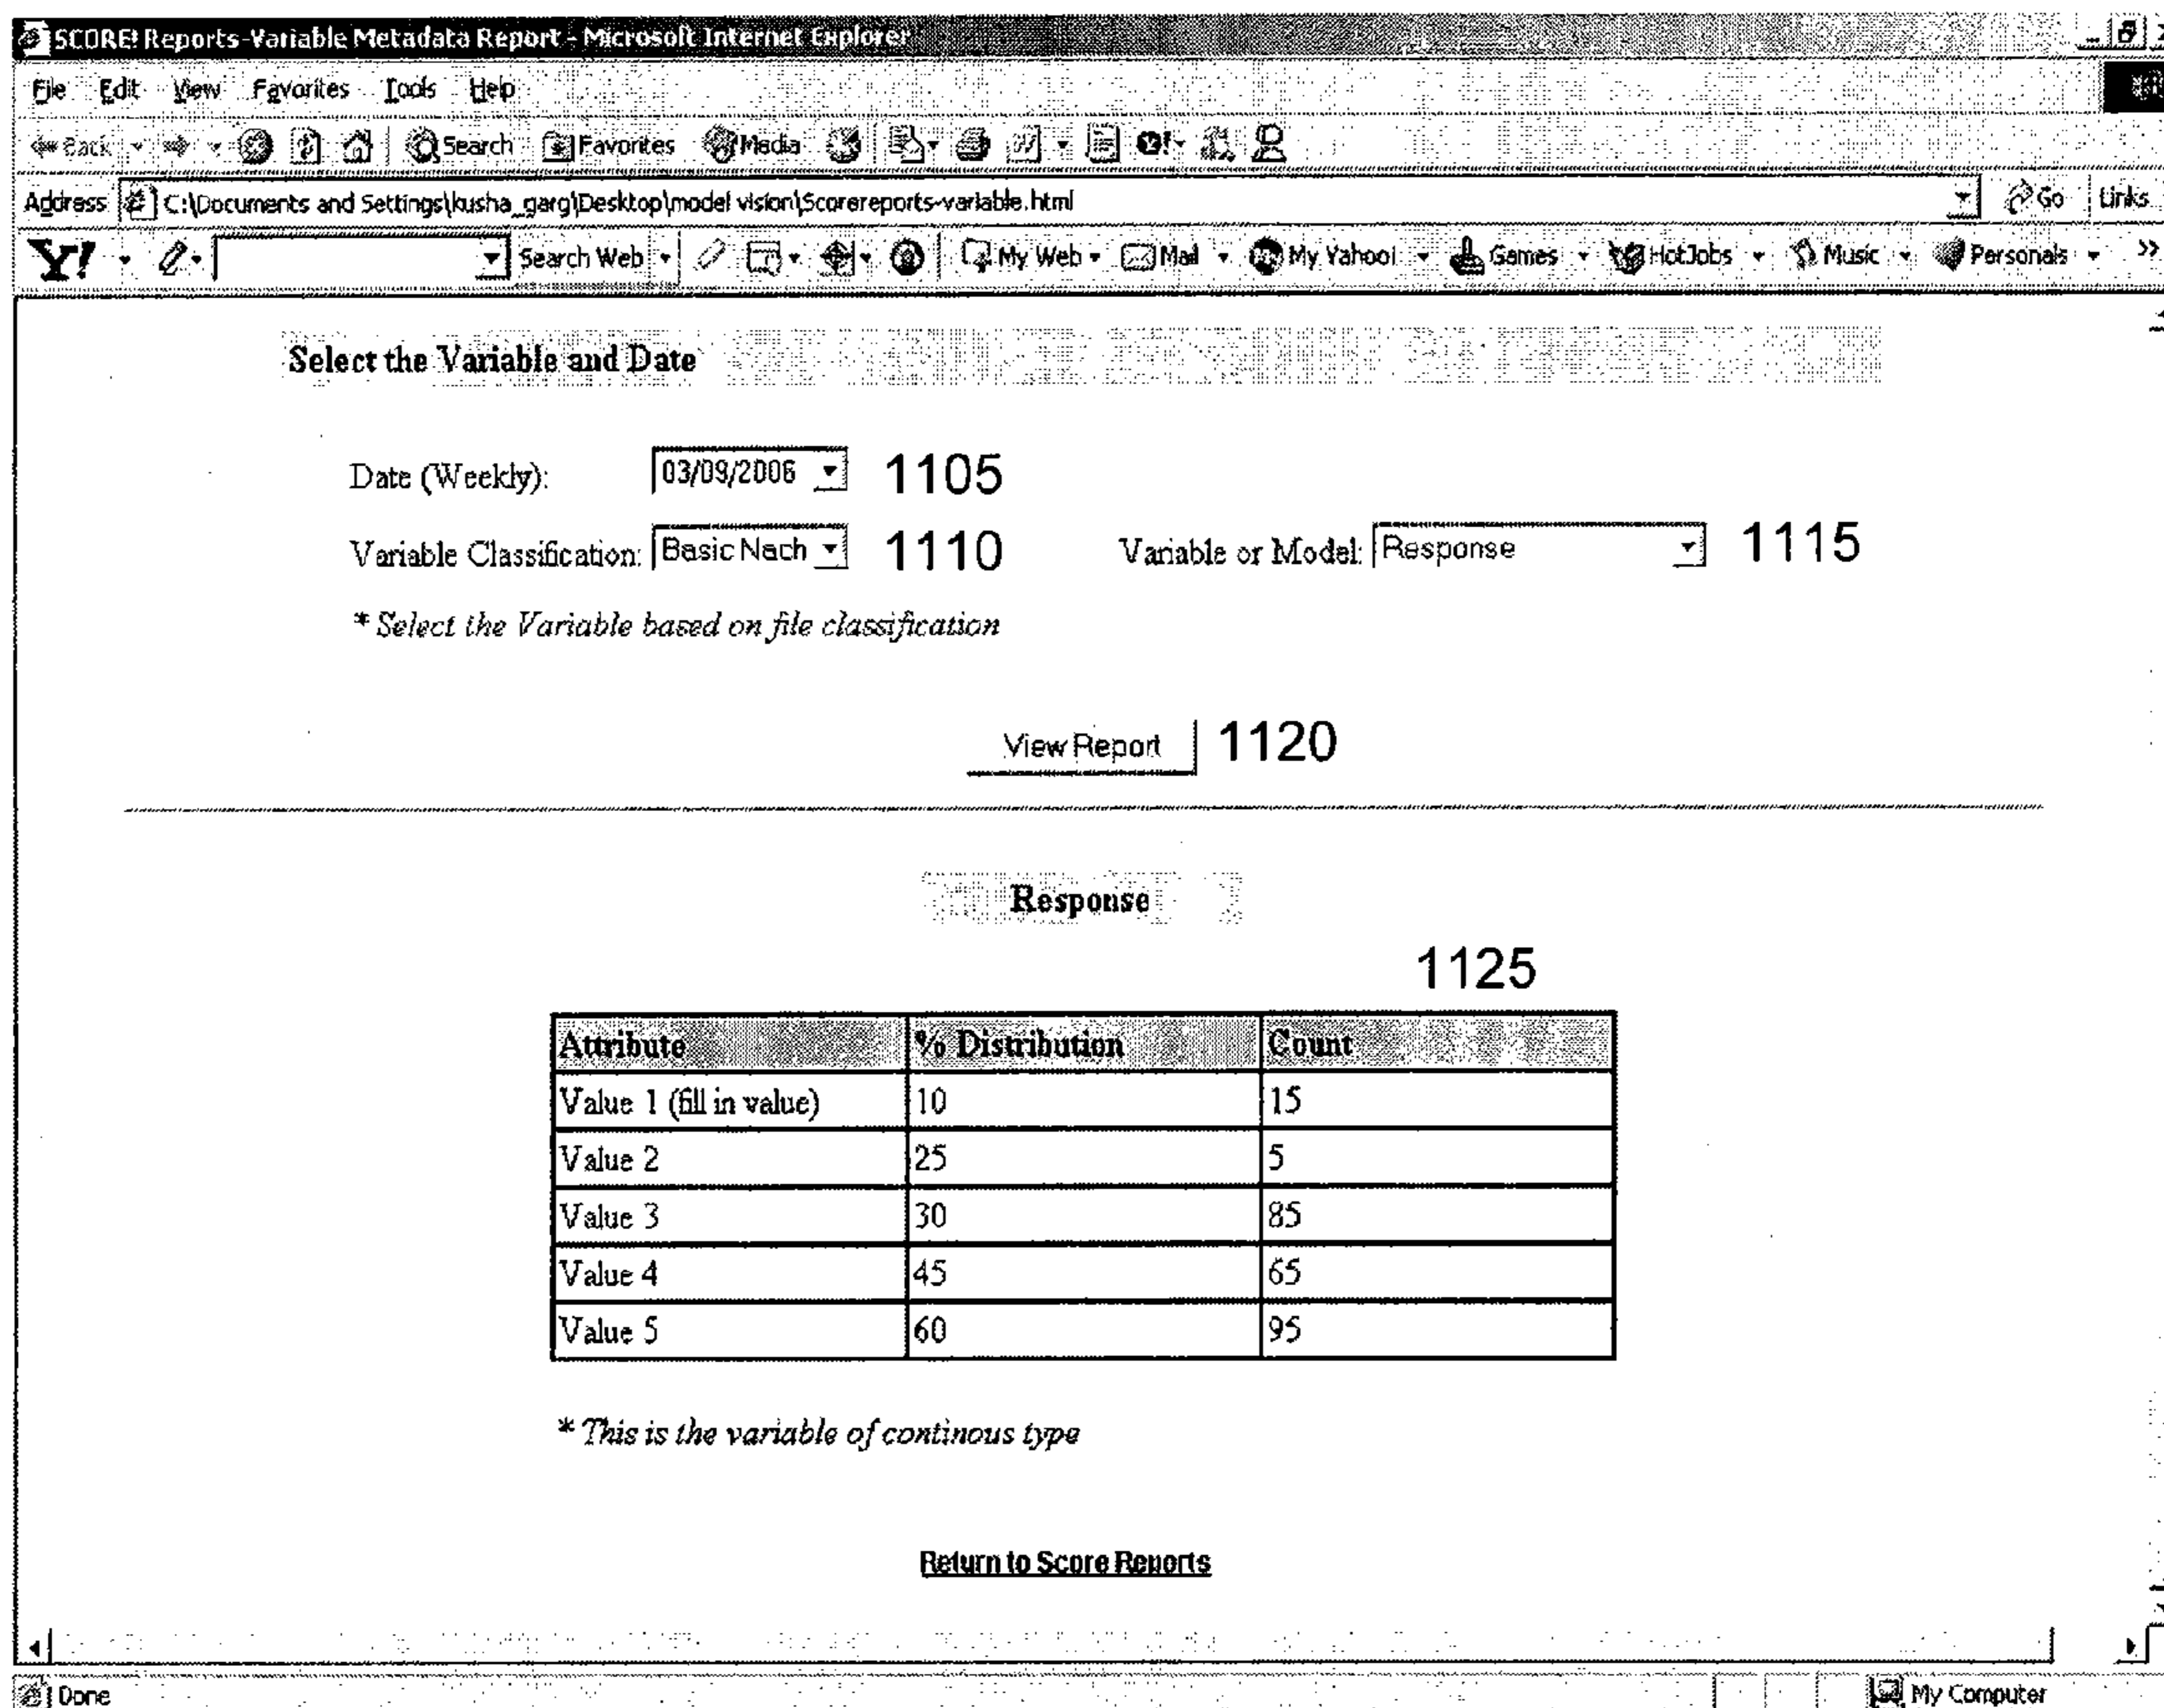 SCORE! Reports-Variable Metadata Report - Microsoft Internet Explorer
File Edit View Favorites Tools Help
Back Search Favorites Media
Address C:\Documents and Settings\kusha_garg\Desktop\model vision\Scorereports-variable.html Go Links
Y! Search Web My Web Mail My Yahoo! Games HotJobs Music Personals >>
Select the Variable and Date
Date (Weekly): 03/09/2006 1105
Variable Classification: Basic Nach 1110 Variable or Model: Response 1115
* Select the Variable based on file classification
View Report 1120
Response
1125
Attribute % Distribution Count
Value 1 (fill in value) 10 15
Value 2 25 5
Value 3 30 85
Value 4 45 65
Value 5 60 95
* This is the variable of continous type
Return to Score Reports
Done My Computer